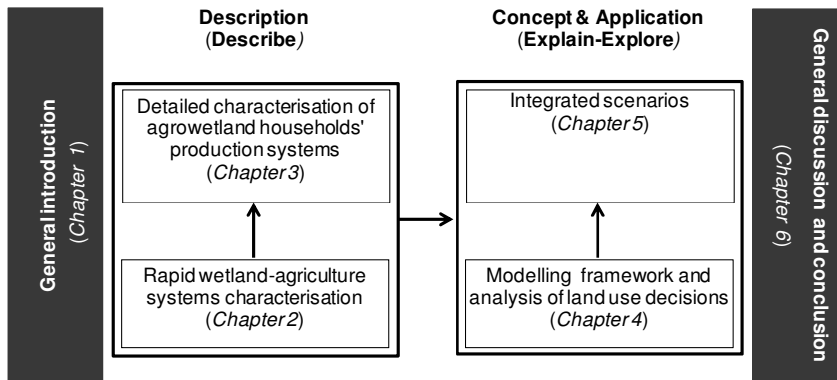 General introduction
(Chapter 1)
Description
(Describe)
Detailed characterisation of
agrowetland households'
production systems
(Chapter 3)
Rapid wetland-agriculture
systems characterisation
(Chapter 2)
Concept & Application
(Explain-Explore)
Integrated scenarios
(Chapter 5)
Modelling framework and
analysis of land use decisions
(Chapter 4)
General discussion and conclusion
(Chapter 6)